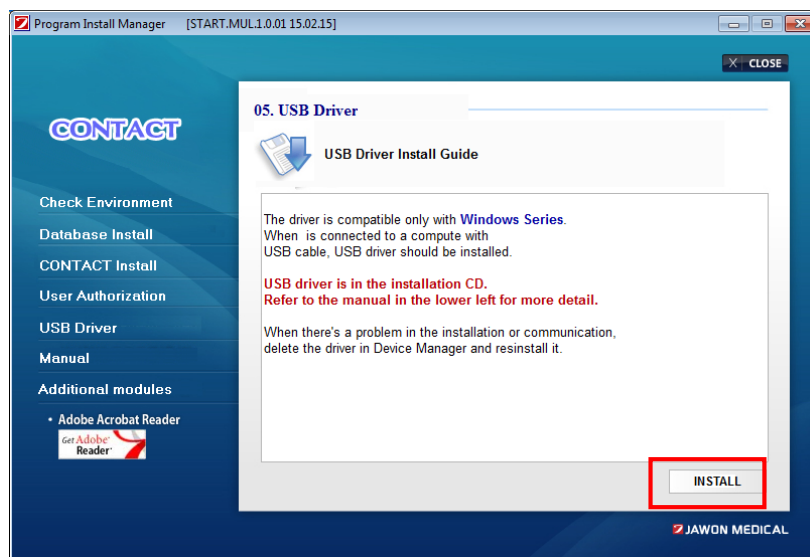 Program Install Manager [START.MUL.1.0.01 15.02.15]
X CLOSE
CONTACT
Check Environment
Database Install
CONTACT Install
User Authorization
USB Driver
Manual
Additional modules
• Adobe Acrobat Reader
Get Adobe®
Reader®
05. USB Driver
USB Driver Install Guide
The driver is compatible only with Windows Series.
When  is connected to a compute with
USB cable, USB driver should be installed.
USB driver is in the installation CD.
Refer to the manual in the lower left for more detail.
When there's a problem in the installation or communication,
delete the driver in Device Manager and resinstall it.
INSTALL
JAWON MEDICAL